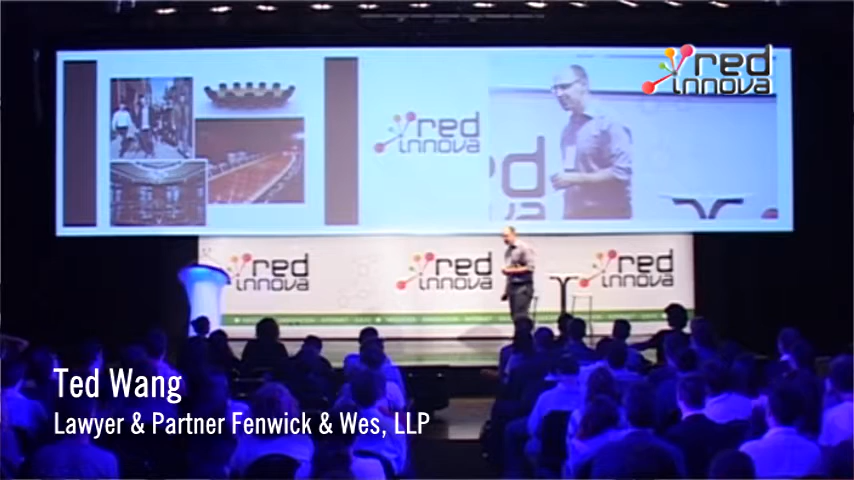 red
innova
red
innova
d
red
innova
red
innova
red
innova
Ted Wang
Lawyer & Partner Fenwick & Wes, LLP